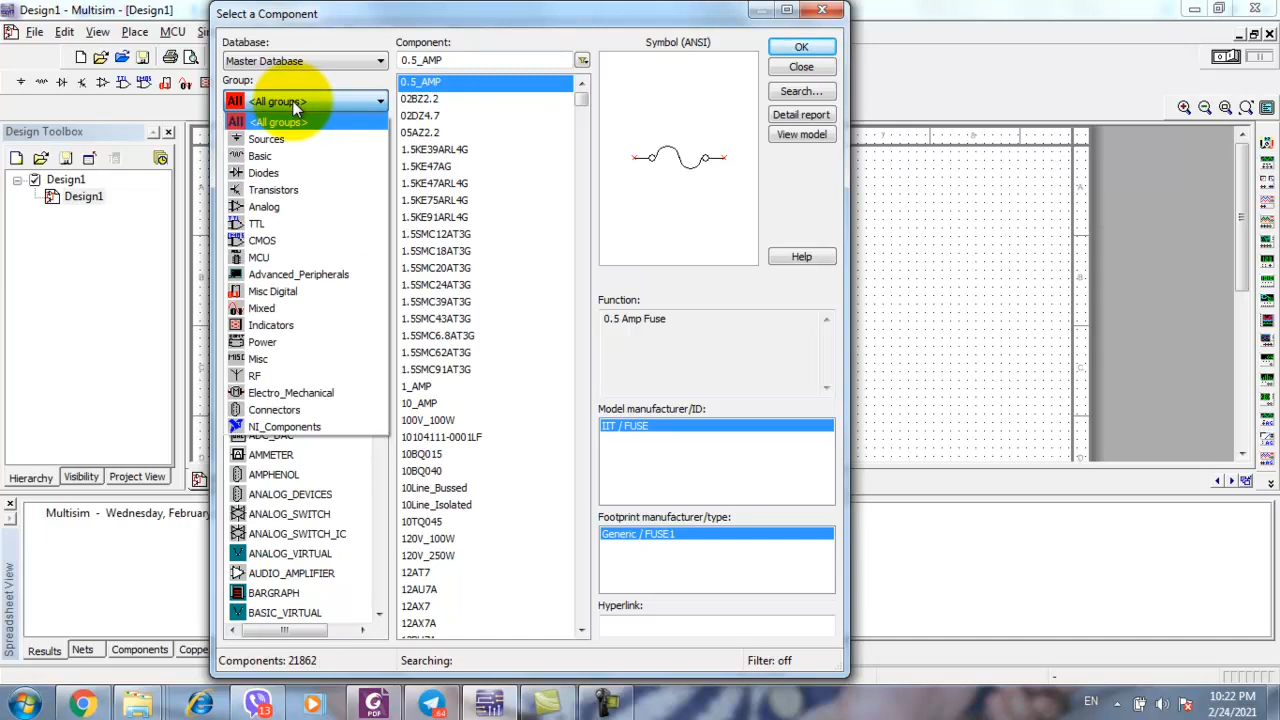 Design1 - Multisim - [Design1]
File Edit View Place MCU
Select a Component
Database:
Master Database
Group:
All <All groups>
All <All groups>
Sources
Basic
Diodes
Transistors
Analog
TTL
CMOS
MCU
Advanced_Peripherals
Misc Digital
Mixed
Indicators
Power
MISC Misc
RF
Electro_Mechanical
Connectors
NI_Components
AMMETER
AMPHENOL
ANALOG_DEVICES
ANALOG_SWITCH
ANALOG_SWITCH_IC
ANALOG_VIRTUAL
AUDIO_AMPLIFIER
BARGRAPH
BASIC_VIRTUAL
Components: 21862
Component:
0.5_AMP
0.5_AMP
02BZ2.2
02DZ4.7
05AZ2.2
1.5KE39ARL4G
1.5KE47AG
1.5KE47ARL4G
1.5KE75ARL4G
1.5KE91ARL4G
1.5SMC12AT3G
1.5SMC18AT3G
1.5SMC20AT3G
1.5SMC24AT3G
1.5SMC39AT3G
1.5SMC43AT3G
1.5SMC6.8AT3G
1.5SMC62AT3G
1.5SMC91AT3G
1_AMP
10_AMP
100V_100W
10104111-0001LF
10BQ015
10BQ040
10Line_Bussed
10Line_Isolated
10TQ045
120V_100W
120V_250W
12AT7
12AU7A
12AX7
12AX7A
Searching:
Symbol (ANSI)
Function:
0.5 Amp Fuse
Model manufacturer/ID:
IIT / FUSE
Footprint manufacturer/type:
Generic / FUSE1
Hyperlink:
Filter: off
OK
Close
Search...
Detail report
View model
Help
Design Toolbox
Design1
Design1
Hierarchy Visibility Project View
Multisim - Wednesday, February
Spreadsheet View
Results Nets Components Coppe
13
PDF
64
EN
10:22 PM
2/24/2021